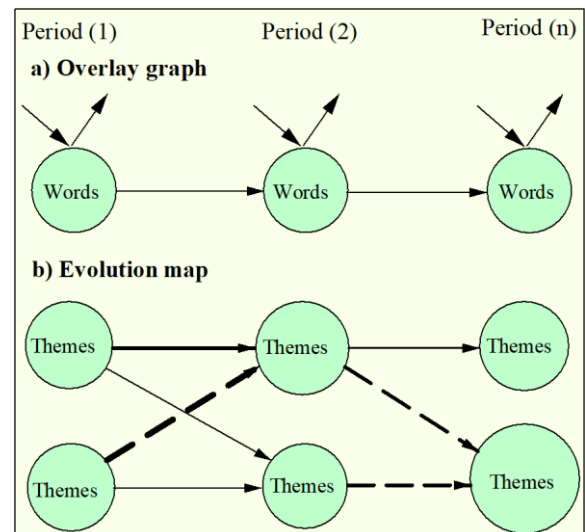 Period (1) Period (2) Period (n)
a) Overlay graph
Words Words Words
b) Evolution map
Themes Themes Themes
Themes Themes Themes